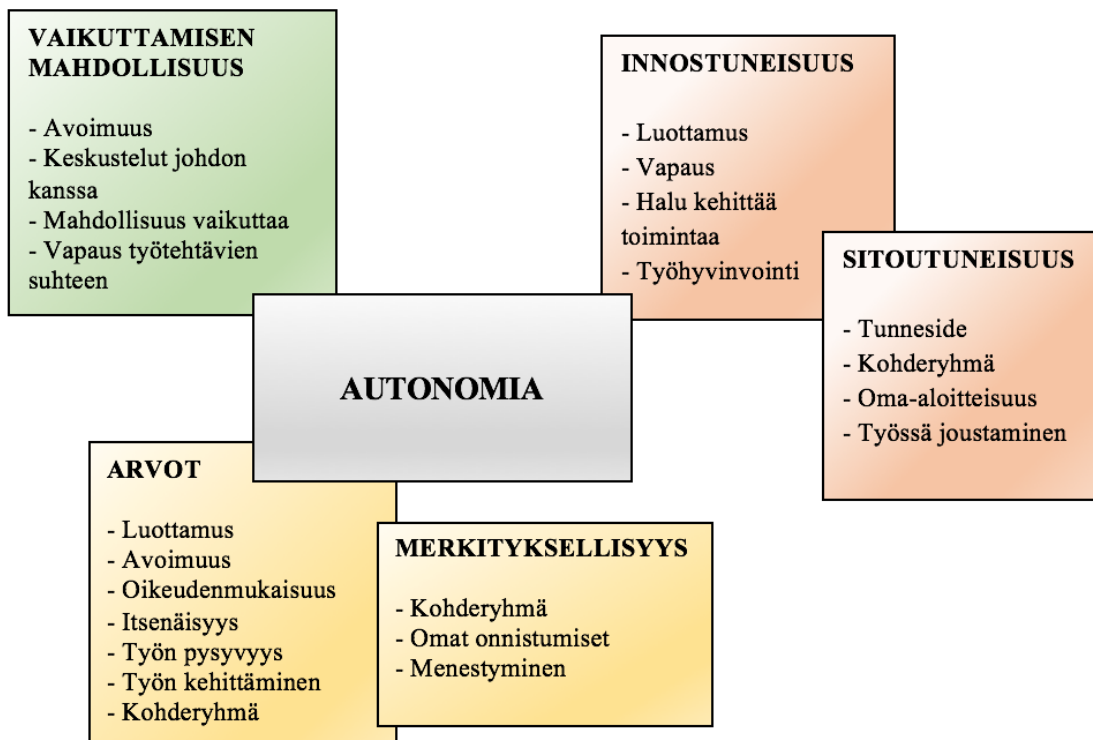 VAIKUTTAMISEN
MAHDOLLISUUS
- Avoimuus
- Keskustelut johdon
kanssa
- Mahdollisuus vaikuttaa
- Vapaus työtehtävien
suhteen
INNOSTUNEISUUS
- Luottamus
- Vapaus
- Halu kehittää
toimintaa
- Työhyvinvointi
SITOUTUNEISUUS
- Tunneside
- Kohderyhmä
- Oma-aloitteisuus
- Työssä joustaminen
AUTONOMIA
ARVOT
- Luottamus
- Avoimuus
- Oikeudenmukaisuus
- Itsenäisyys
- Työn pysyvyys
- Työn kehittäminen
- Kohderyhmä
MERKITYKSELLISYYS
- Kohderyhmä
- Omat onnistumiset
- Menestyminen